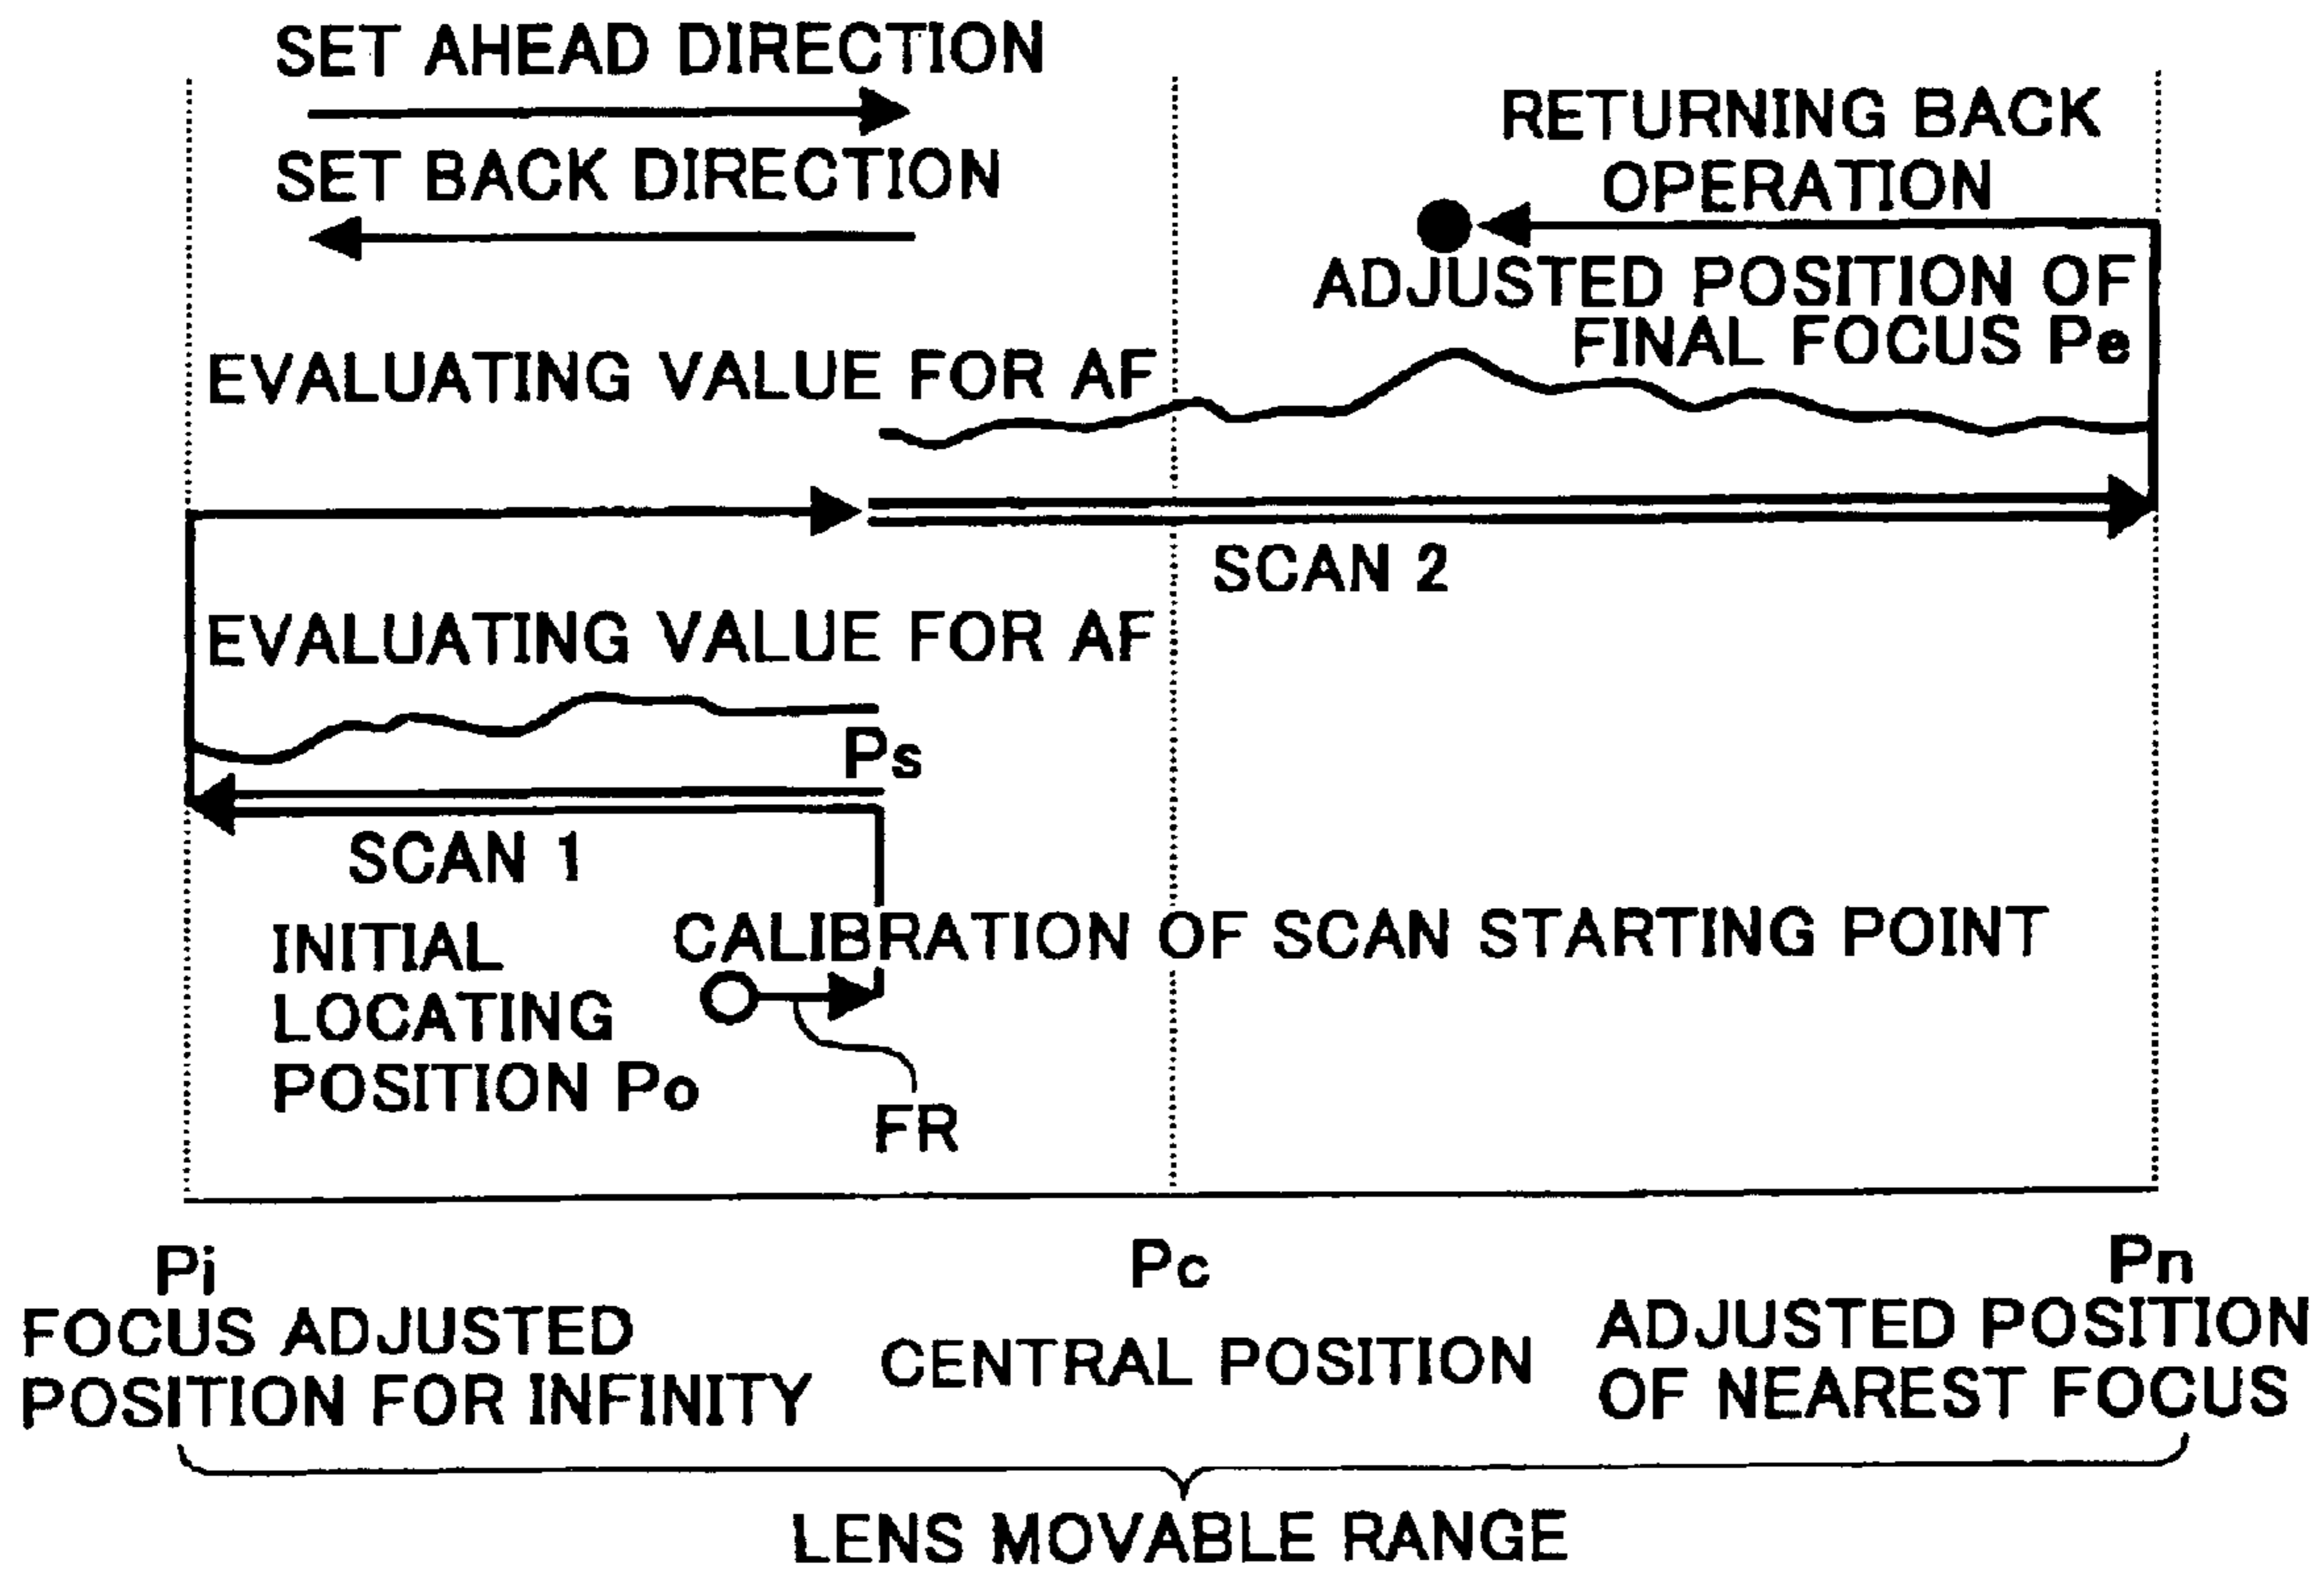 SET AHEAD DIRECTION
SET BACK DIRECTION
RETURNING BACK
OPERATION
ADJUSTED POSITION OF
FINAL FOCUS Pe
EVALUATING VALUE FOR AF
SCAN 2
EVALUATING VALUE FOR AF
Ps
SCAN 1
CALIBRATION OF SCAN STARTING POINT
INITIAL
LOCATING
POSITION Po
FR
Pi
FOCUS ADJUSTED
POSITION FOR INFINITY
Pc
CENTRAL POSITION
Pn
ADJUSTED POSITION
OF NEAREST FOCUS
LENS MOVABLE RANGE